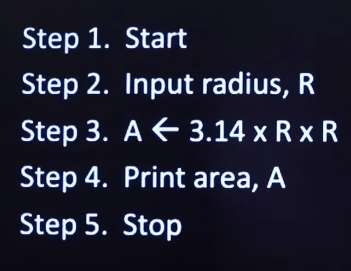 Step 1. Start
Step 2. Input radius, R
Step 3. A ← 3.14 x R x R
Step 4. Print area, A
Step 5. Stop